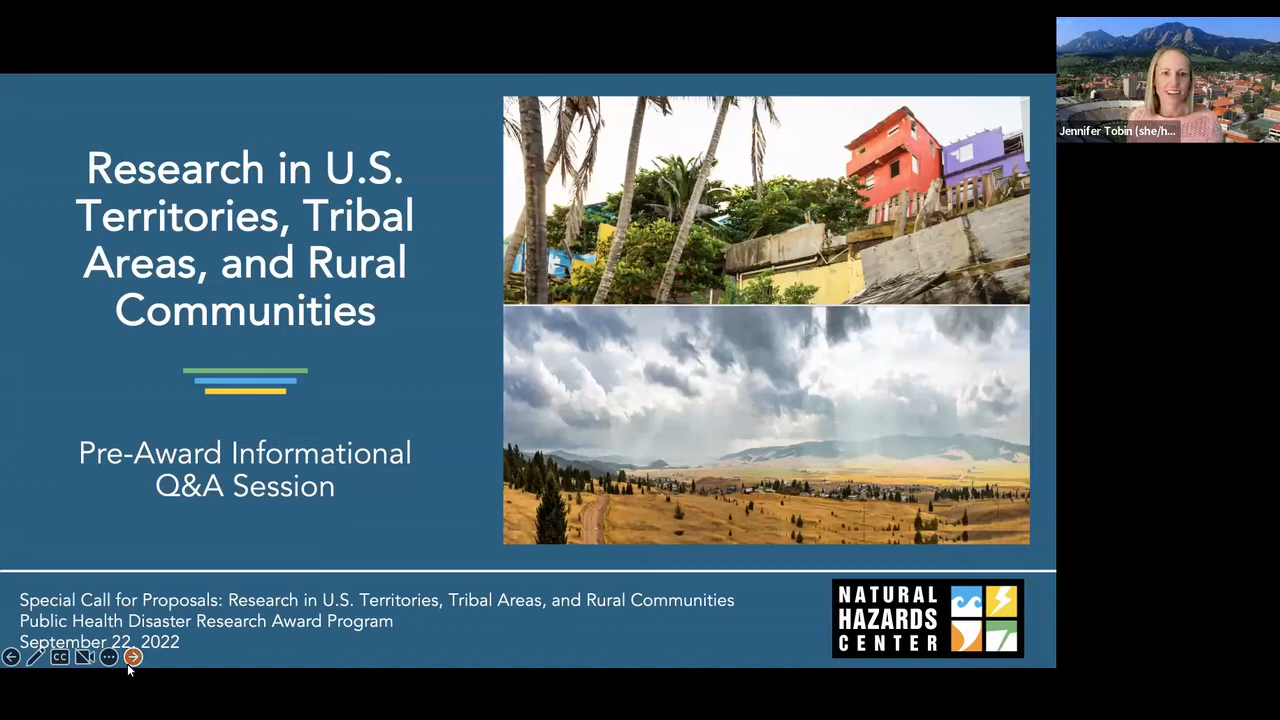 Research in U.S.
Territories, Tribal
Areas, and Rural
Communities
Pre-Award Informational
Q&A Session
Special Call for Proposals: Research in U.S. Territories, Tribal Areas, and Rural Communities
Public Health Disaster Research Award Program
September 22, 2022
CC
NATURAL
HAZARDS
CENTER
Jennifer Tobin (she/h...